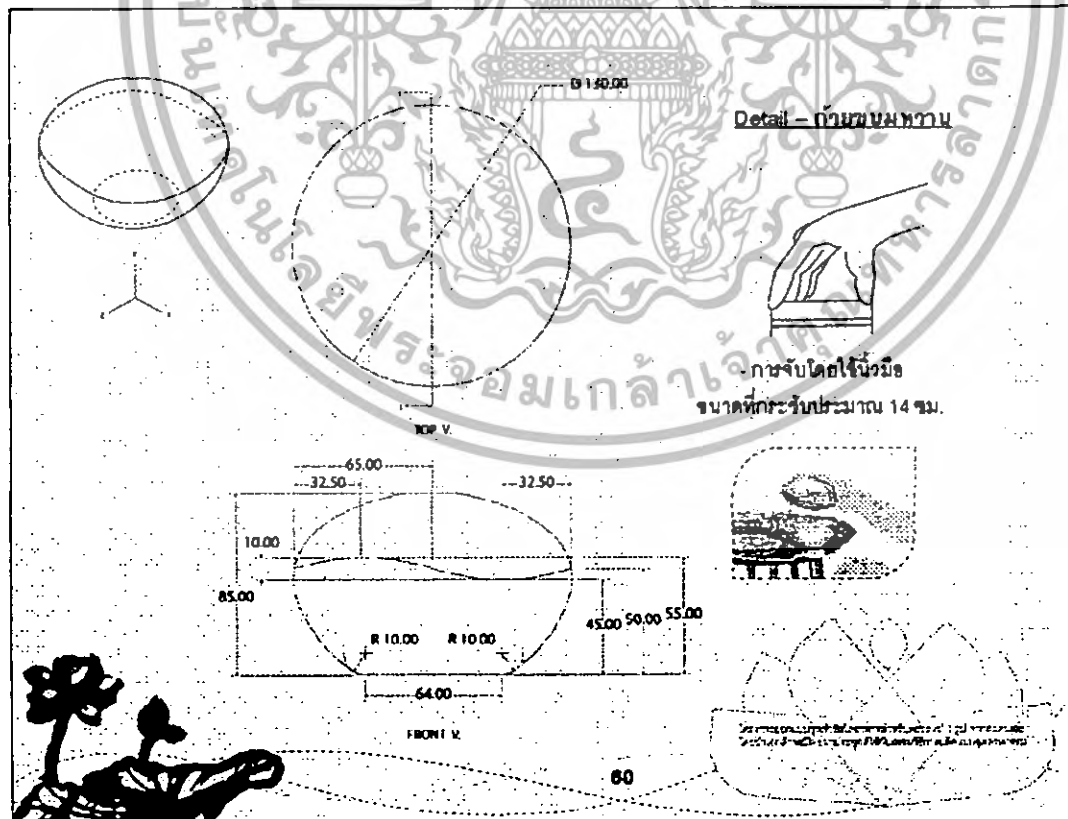 Ø 130.00
Detail – ถ้วยขนมหวาน
Y
Z
X
TOP V.
- การจับโดยใช้นิ้วมือ
ขนาดที่กระชับประมาณ 14 ซม.
65.00
32.50
32.50
10.00
85.00
R 10.00
R 10.00
45.00
50.00
55.00
64.00
FRONT V.
60